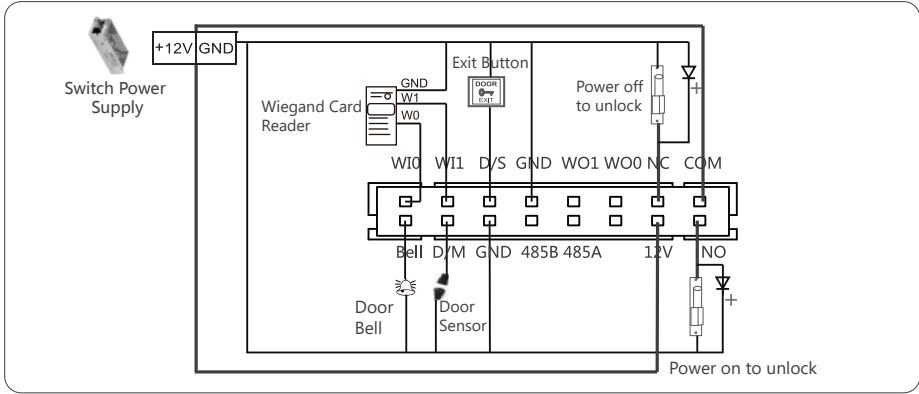 +12V GND
Switch Power
Supply
Wiegand Card
Reader
GND
W1
W0
Exit Button
DOOR
EXIT
Power off
to unlock
+
WI0 WI1 D/S GND WO1 WO0 NC COM
Bell D/M GND 485B 485A 12V NO
Door
Bell
Door
Sensor
+
Power on to unlock